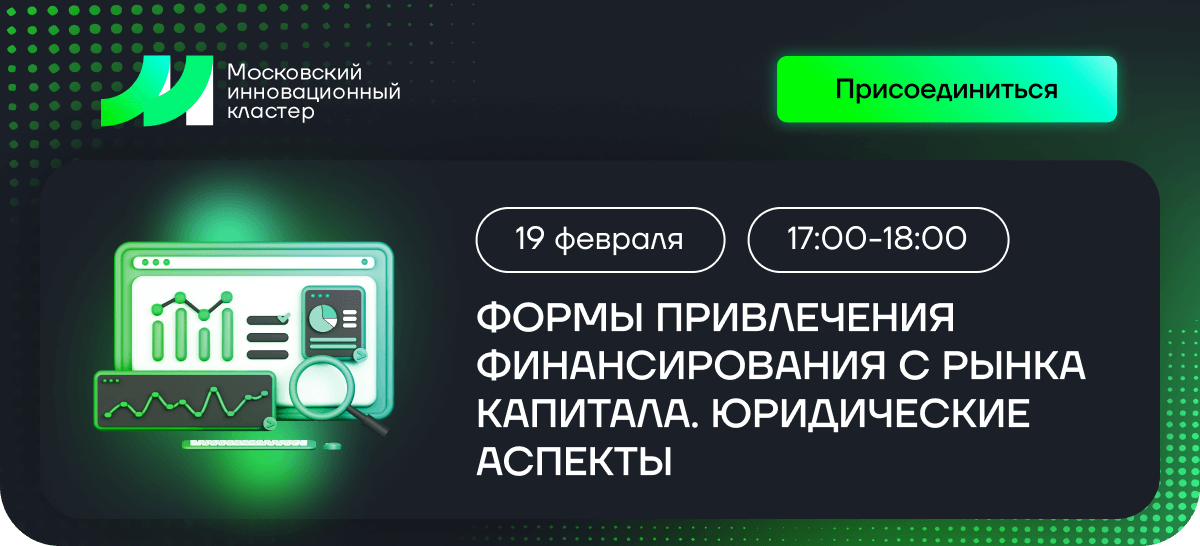 Московский
инновационный
кластер
Присоединиться
19 февраля
17:00-18:00
ФОРМЫ ПРИВЛЕЧЕНИЯ
ФИНАНСИРОВАНИЯ С РЫНКА
КАПИТАЛА. ЮРИДИЧЕСКИЕ
АСПЕКТЫ